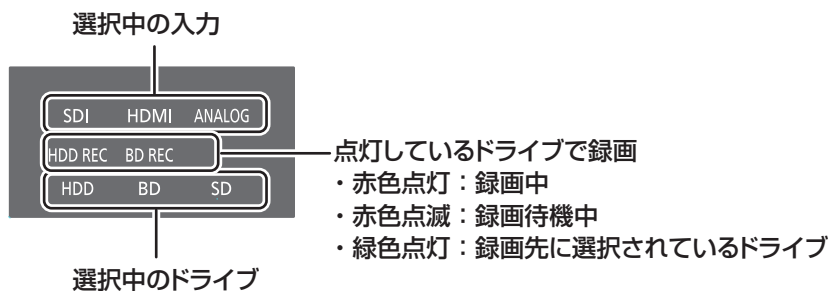 選択中の入力
SDI HDMI ANALOG
HDD REC BD REC
HDD BD SD
点灯しているドライブで録画
・赤色点灯：録画中
・赤色点滅：録画待機中
・緑色点灯：録画先に選択されているドライブ
選択中のドライブ